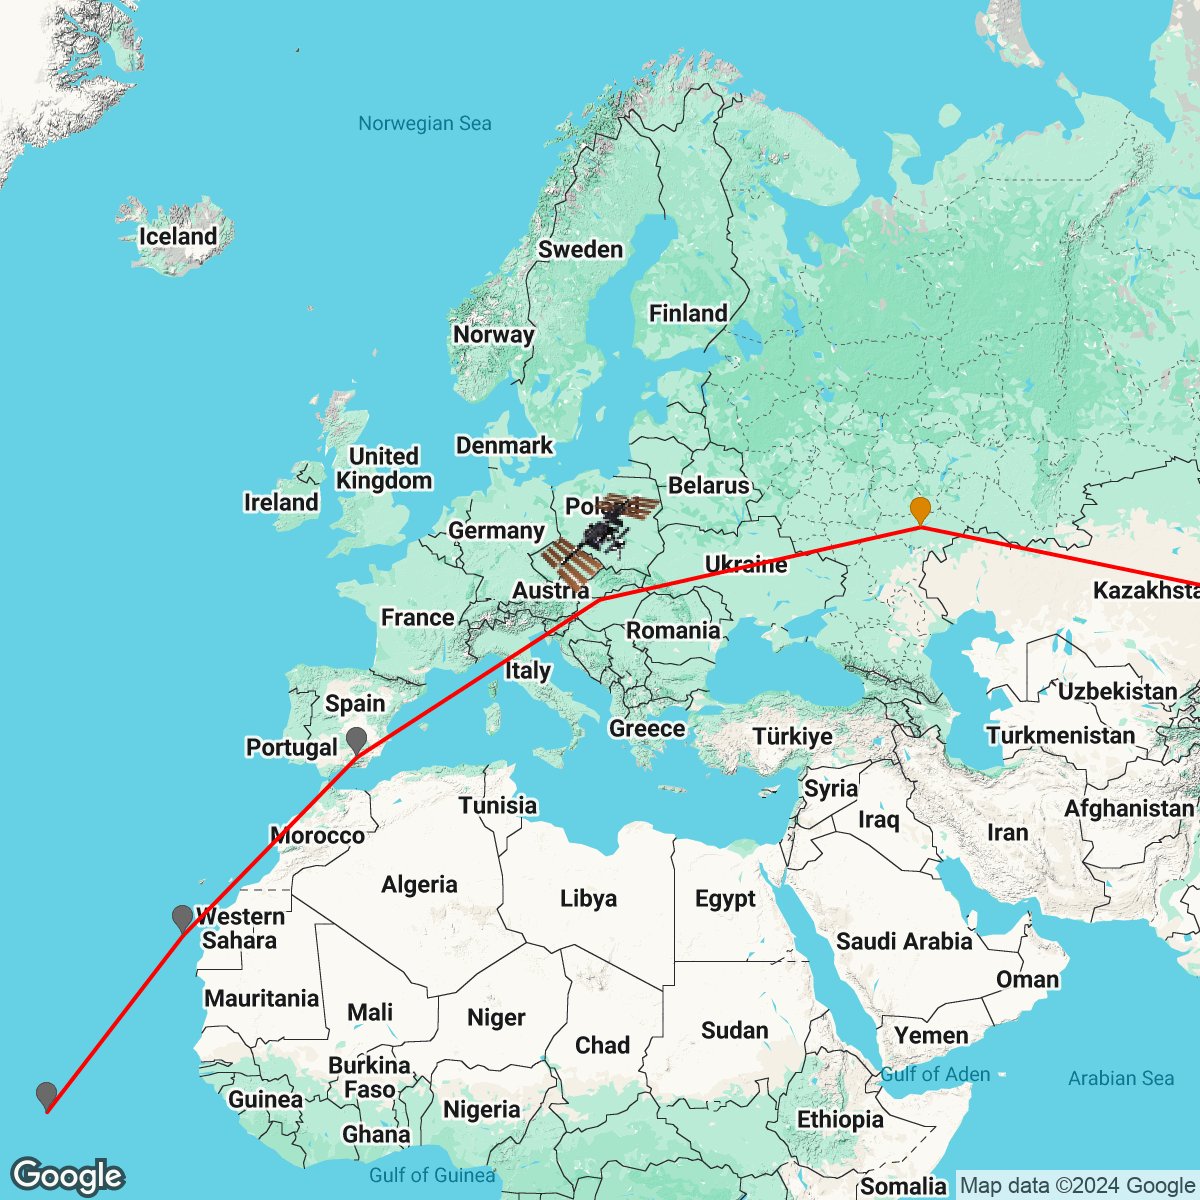 Norwegian Sea
Iceland
Sweden
Finland
Norway
Denmark
United
Kingdom
Ireland
Belarus
Poland
Germany
Ukraine
Austria
Kazakhsta
France
Romania
Italy
Uzbekistan
Spain
Greece
Türkiye
Turkmenistan
Portugal
Syria
Tunisia
Afghanistan
Iraq
Iran
Morocco
Algeria
Libya
Egypt
Western
Sahara
Saudi Arabia
Oman
Mauritania
Mali
Niger
Sudan
Yemen
Chad
Burkina
Faso
Gulf of Aden
Arabian Sea
Guinea
Nigeria
Ethiopia
Ghana
Gulf of Guinea
Somalia
Google
Map data ©2024 Google